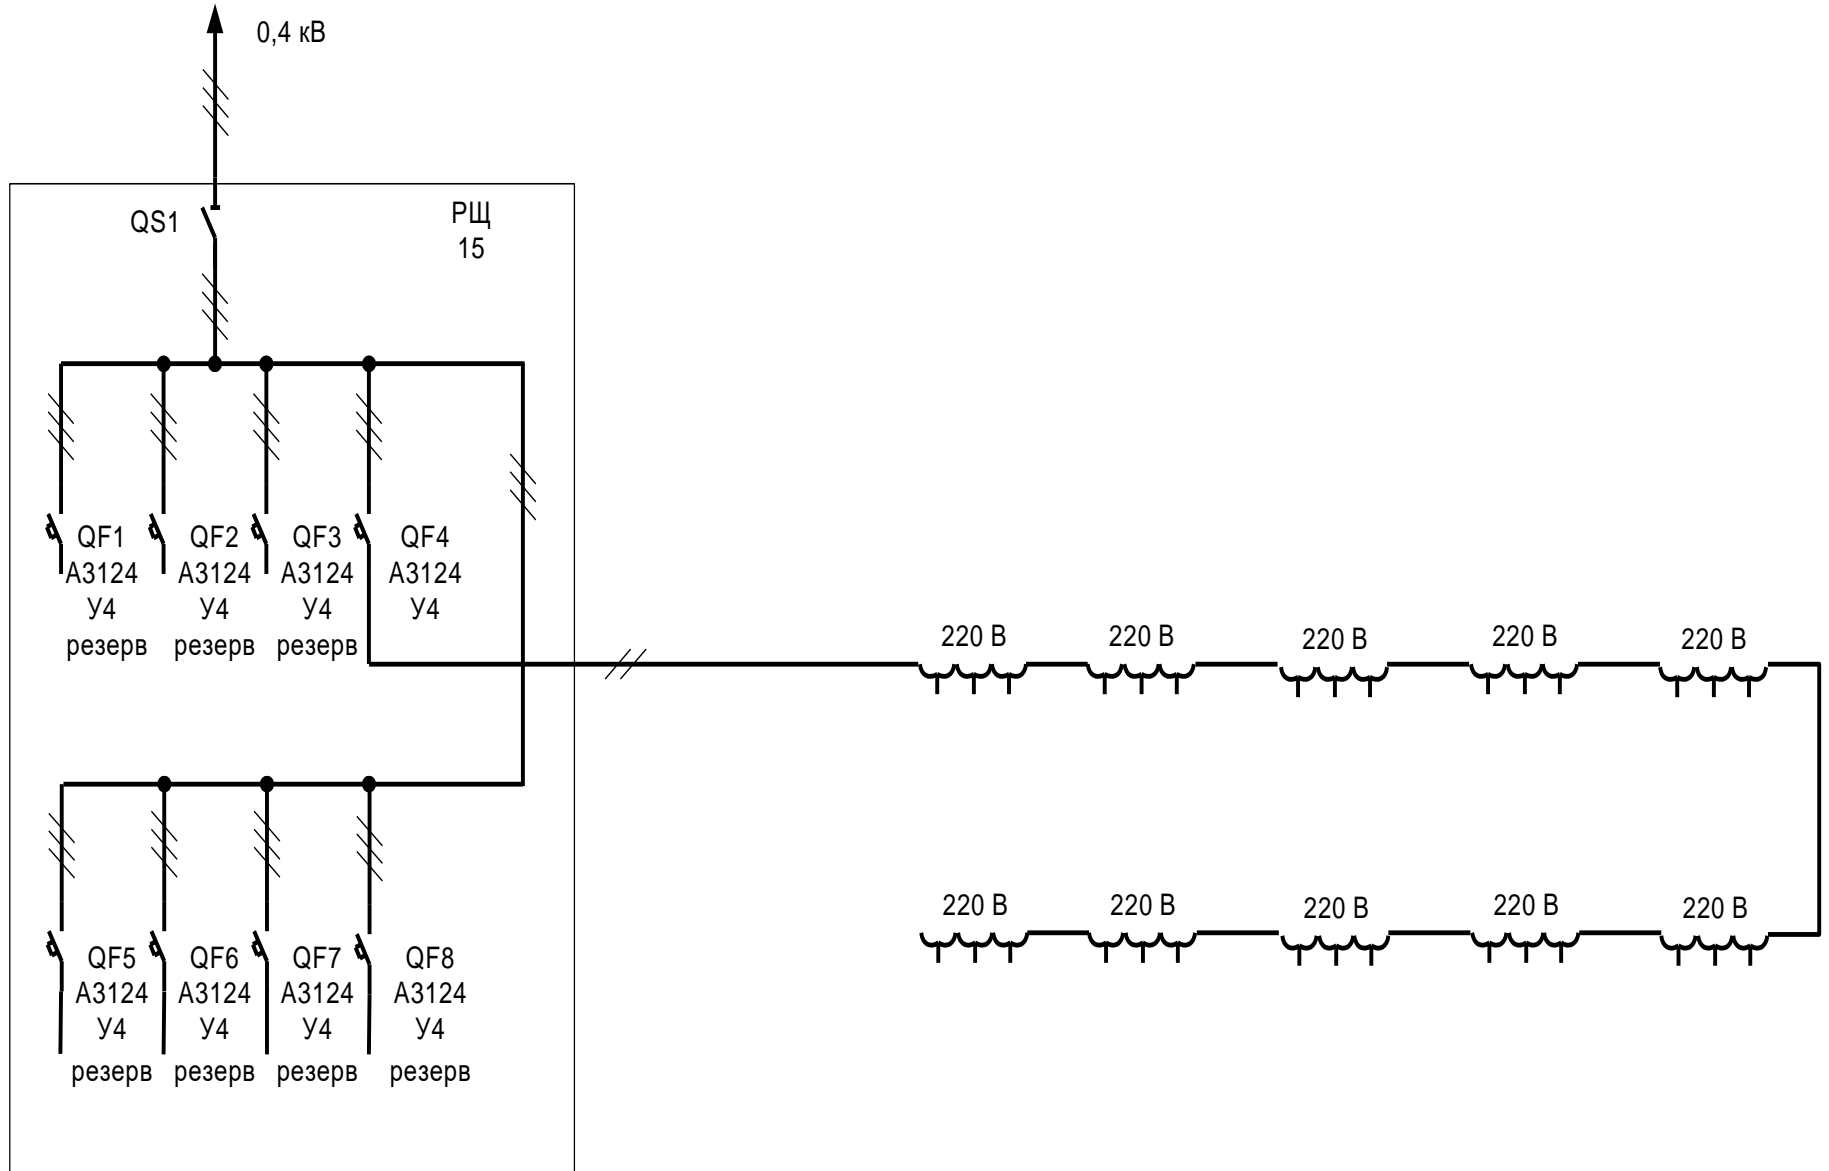 0,4 кВ
QS1
РЩ
15
QF1
А3124
У4
резерв
QF2
А3124
У4
резерв
QF3
А3124
У4
резерв
QF4
А3124
У4
220 В
220 В
220 В
220 В
220 В
220 В
220 В
220 В
220 В
220 В
QF5
А3124
У4
резерв
QF6
А3124
У4
резерв
QF7
А3124
У4
резерв
QF8
А3124
У4
резерв